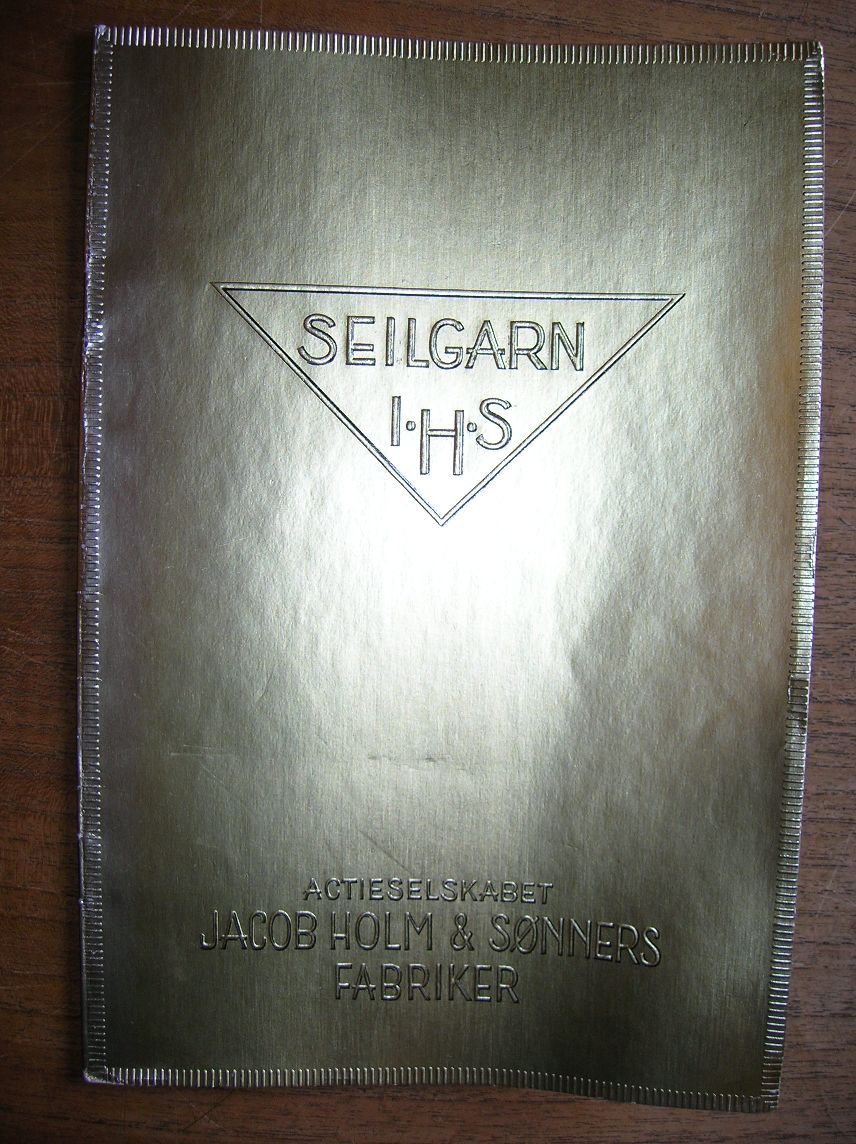 SEILGARN
I·H·S
ACTIESELSKABET
JACOB HOLM & SØNNERS
FABRIKER